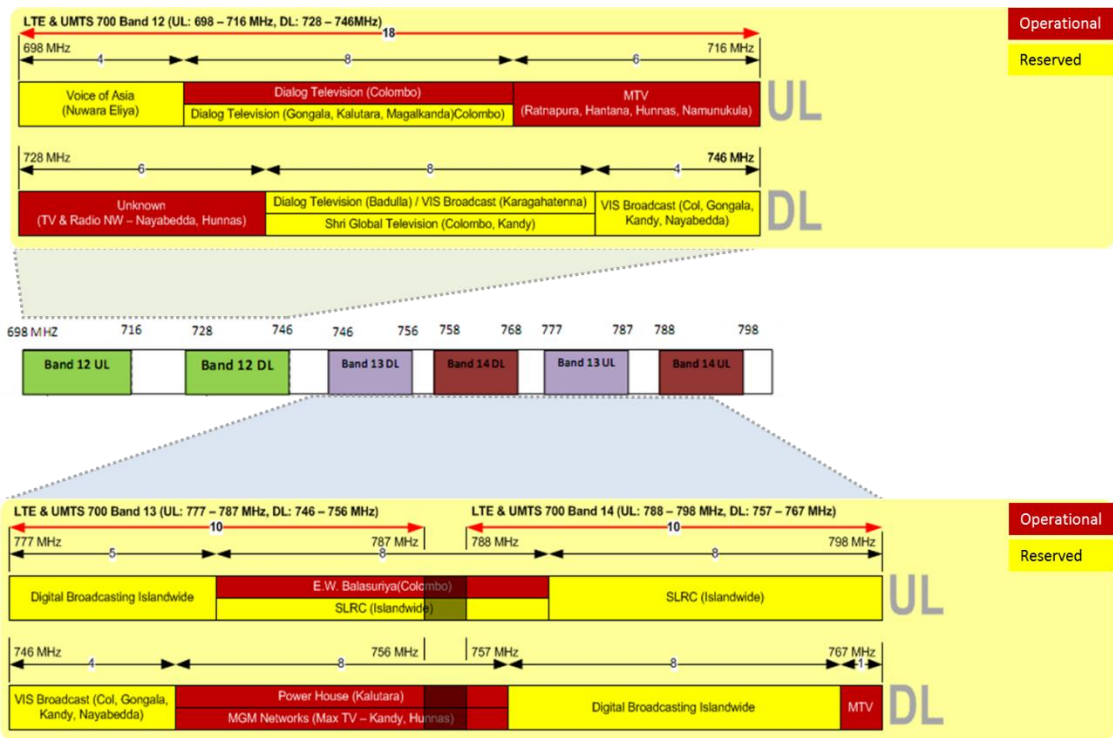 LTE & UMTS 700 Band 12 (UL: 698 – 716 MHz, DL: 728 – 746MHz)
Operational
Reserved
18
698 MHz
716 MHz
4
8
6
Voice of Asia
(Nuwara Eliya)
Dialog Television (Colombo)
Dialog Television (Gongala, Kalutara, Magalkanda)Colombo)
MTV
(Ratnapura, Hantana, Hunnas, Namunukula)
UL
728 MHz
746 MHz
6
8
4
Unknown
(TV & Radio NW – Nayabedda, Hunnas)
Dialog Television (Badulla) / VIS Broadcast (Karagahatenna)
Shri Global Television (Colombo, Kandy)
VIS Broadcast (Col, Gongala,
Kandy, Nayabedda)
DL
698 MHZ 716 728 746 746 756 758 768 777 787 788 798
Band 12 UL Band 12 DL Band 13 DL Band 14 DL Band 13 UL Band 14 UL
LTE & UMTS 700 Band 13 (UL: 777 – 787 MHz, DL: 746 – 756 MHz)
LTE & UMTS 700 Band 14 (UL: 788 – 798 MHz, DL: 757 – 767 MHz)
Operational
Reserved
10
10
777 MHz
787 MHz
788 MHz
798 MHz
5
8
8
Digital Broadcasting Islandwide
E.W. Balasuriya(Colombo)
SLRC (Islandwide)
SLRC (Islandwide)
UL
746 MHz
756 MHz
757 MHz
767 MHz
4
8
8
1
VIS Broadcast (Col, Gongala,
Kandy, Nayabedda)
Power House (Kalutara)
MGM Networks (Max TV – Kandy, Hunnas)
Digital Broadcasting Islandwide
MTV
DL